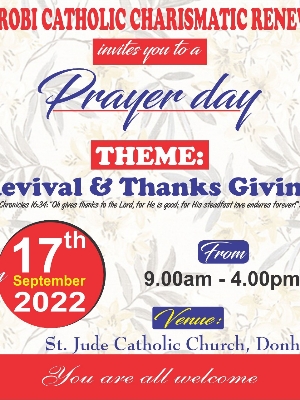 ROBI CATHOLIC CHARISMATIC RENEW
invites you to a
Prayer day
THEME:
Revival & Thanks Givin
Chronicles 16:34: "Oh gives thanks to the Lord, for He is good; for His steadfast love endures forever!"
17th
September
2022
From
9.00am - 4.00pm
Venue:
St. Jude Catholic Church, Donh
You are all welcome